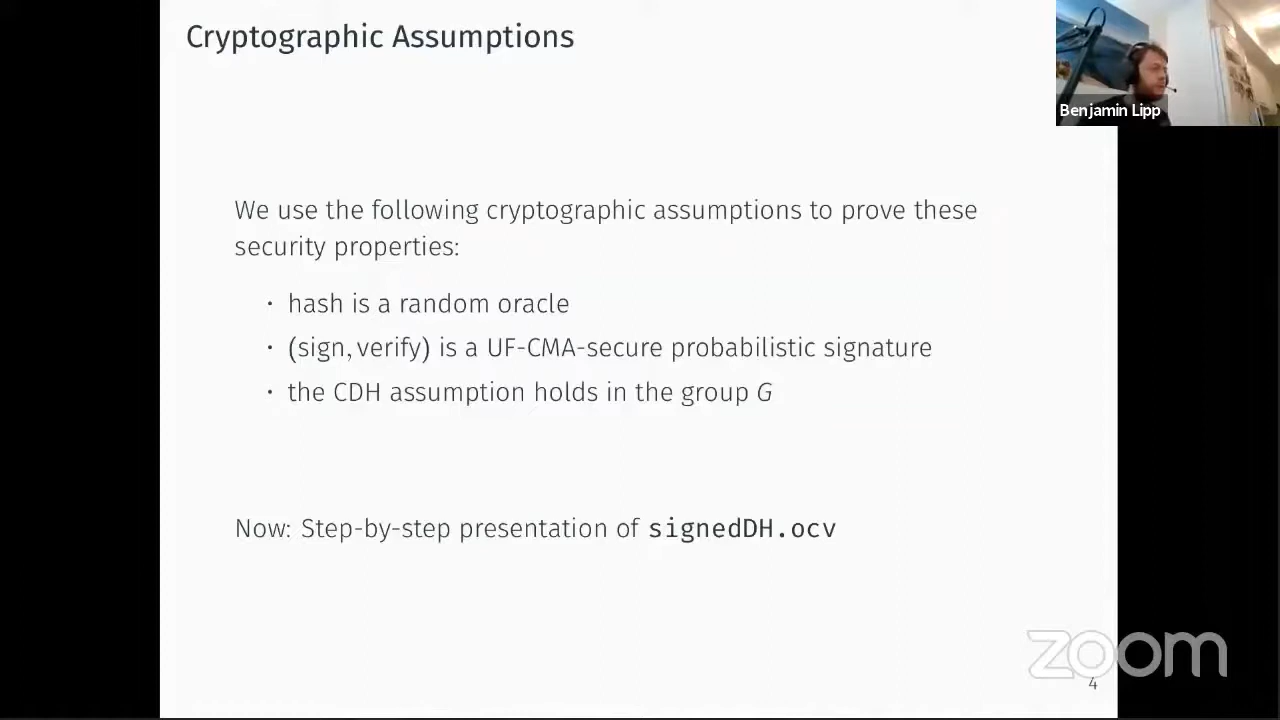 Cryptographic Assumptions
Benjamin Lipp
We use the following cryptographic assumptions to prove these
security properties:
· hash is a random oracle
· (sign, verify) is a UF-CMA-secure probabilistic signature
· the CDH assumption holds in the group G
Now: Step-by-step presentation of signedDH.ocv
zoom
4